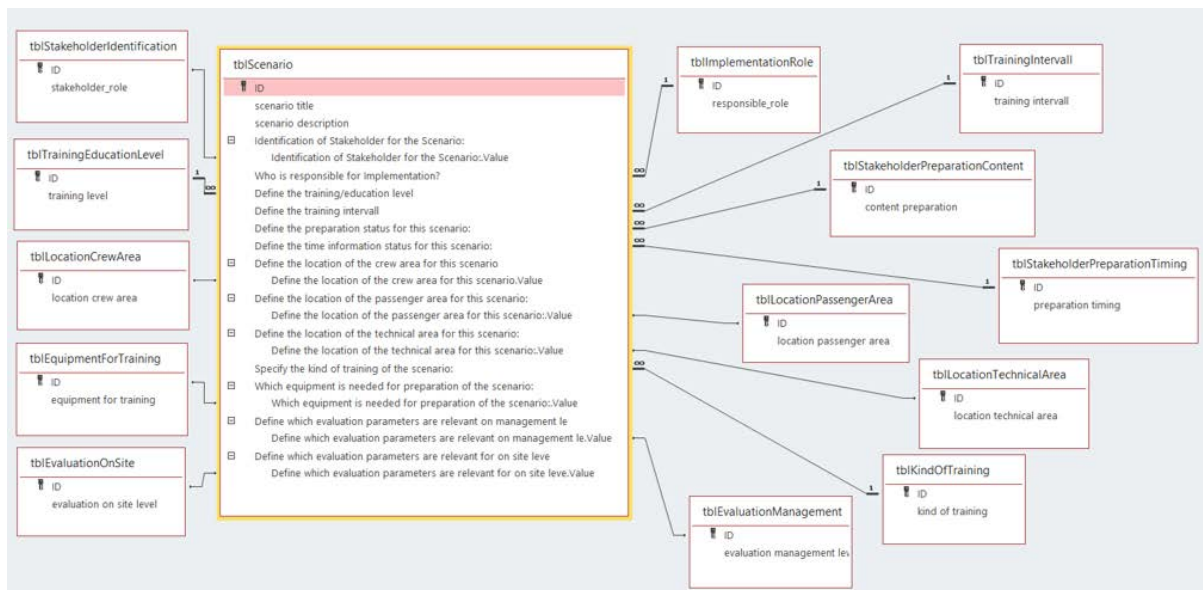 tblStakeholderIdentification
ID
stakeholder_role
tblTrainingEducationLevel
ID
training level
tblLocationCrewArea
ID
location crew area
tblEquipmentForTraining
ID
equipment for training
tblEvaluationOnSite
ID
evaluation on site level
1
∞
tblScenario
ID
scenario title
scenario description
Identification of Stakeholder for the Scenario:
Identification of Stakeholder for the Scenario:.Value
Who is responsible for Implementation?
Define the training/education level
Define the training intervall
Define the preparation status for this scenario:
Define the time information status for this scenario:
Define the location of the crew area for this scenario
Define the location of the crew area for this scenario.Value
Define the location of the passenger area for this scenario:
Define the location of the passenger area for this scenario:.Value
Define the location of the technical area for this scenario:
Define the location of the technical area for this scenario:.Value
Specify the kind of training of the scenario:
Which equipment is needed for preparation of the scenario:
Which equipment is needed for preparation of the scenario:.Value
Define which evaluation parameters are relevant on management le
Define which evaluation parameters are relevant on management le.Value
Define which evaluation parameters are relevant for on site leve
Define which evaluation parameters are relevant for on site leve.Value
∞
∞
∞
∞
∞
tblImplementationRole
ID
responsible_role
1
tblTrainingIntervall
ID
training intervall
1
tblStakeholderPreparationContent
ID
content preparation
1
tblStakeholderPreparationTiming
ID
preparation timing
1
tblLocationPassengerArea
ID
location passenger area
tblLocationTechnicalArea
ID
location technical area
tblKindOfTraining
ID
kind of training
1
tblEvaluationManagement
ID
evaluation management lev